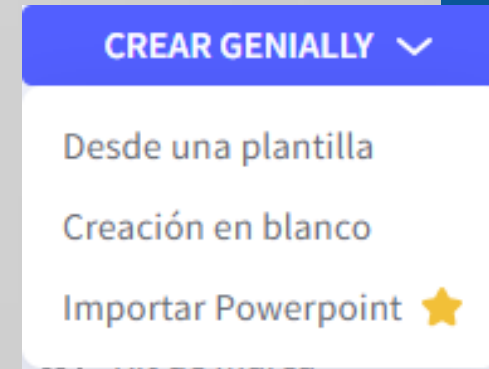 CREAR GENIALLY
Desde una plantilla
Creación en blanco
Importar Powerpoint